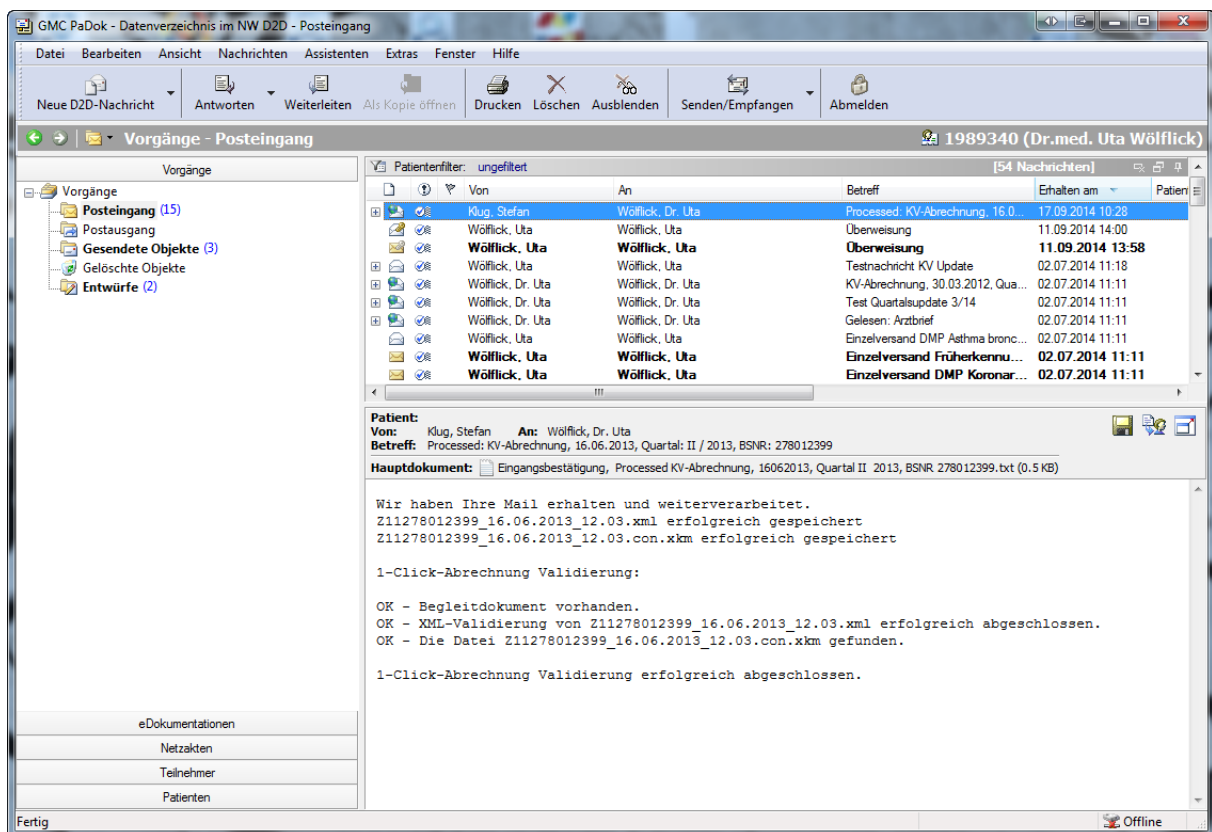 GMC PaDok - Datenverzeichnis im NW D2D - Posteingang
Datei Bearbeiten Ansicht Nachrichten Assistenten Extras Fenster Hilfe
Neue D2D-Nachricht Antworten Weiterleiten Als Kopie öffnen Drucken Löschen Ausblenden Senden/Empfangen Abmelden
Vorgänge - Posteingang 1989340 (Dr.med. Uta Wölflick)
Vorgänge
Vorgänge
Posteingang (15)
Postausgang
Gesendete Objekte (3)
Gelöschte Objekte
Entwürfe (2)
eDokumentationen
Netzakten
Teilnehmer
Patienten
Patientenfilter: ungefiltert [54 Nachrichten]
Von An Betreff Erhalten am Patien
Klug, Stefan Wölflick, Dr. Uta Processed: KV-Abrechnung, 16.0... 17.09.2014 10:28
Wölflick, Uta Wölflick, Uta Überweisung 11.09.2014 14:00
Wölflick, Uta Wölflick, Uta Überweisung 11.09.2014 13:58
Wölflick, Uta Wölflick, Uta Testnachricht KV Update 02.07.2014 11:18
Wölflick, Dr. Uta Wölflick, Dr. Uta KV-Abrechnung, 30.03.2012, Qua... 02.07.2014 11:11
Wölflick, Dr. Uta Wölflick, Dr. Uta Test Quartalsupdate 3/14 02.07.2014 11:11
Wölflick, Dr. Uta Wölflick, Dr. Uta Gelesen: Arztbrief 02.07.2014 11:11
Wölflick, Uta Wölflick, Uta Einzelversand DMP Asthma bronc... 02.07.2014 11:11
Wölflick, Uta Wölflick, Uta Einzelversand Früherkennu... 02.07.2014 11:11
Wölflick, Uta Wölflick, Uta Einzelversand DMP Koronar... 02.07.2014 11:11
Patient:
Von: Klug, Stefan An: Wölflick, Dr. Uta
Betreff: Processed: KV-Abrechnung, 16.06.2013, Quartal: II / 2013, BSNR: 278012399
Hauptdokument: Eingangsbestätigung, Processed KV-Abrechnung, 16062013, Quartal II 2013, BSNR 278012399.txt (0.5 KB)
Wir haben Ihre Mail erhalten und weiterverarbeitet.
Z11278012399_16.06.2013_12.03.xml erfolgreich gespeichert
Z11278012399_16.06.2013_12.03.con.xkm erfolgreich gespeichert
1-Click-Abrechnung Validierung:
OK - Begleitdokument vorhanden.
OK - XML-Validierung von Z11278012399_16.06.2013_12.03.xml erfolgreich abgeschlossen.
OK - Die Datei Z11278012399_16.06.2013_12.03.con.xkm gefunden.
1-Click-Abrechnung Validierung erfolgreich abgeschlossen.
Fertig Offline